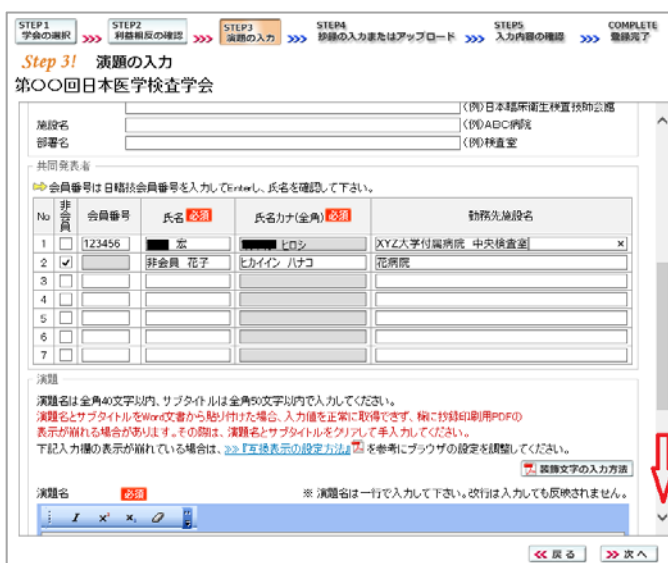 STEP1 STEP2 STEP3 STEP4 STEP5 COMPLETE
学会の選択 >>> 利益相反の確認 >>> 演題の入力 >>> 抄録の入力またはアップロード >>> 入力内容の確認 >>> 登録完了
Step 3! 演題の入力
第〇〇回日本医学検査学会
(例)日本臨床衛生検査技師会館
施設名 (例)ABC病院
部署名 (例)検査室
共同発表者
会員番号は日臨技会員番号を入力してEnterし、氏名を確認して下さい。
No 非会員 会員番号 氏名 必須 氏名カナ(全角) 必須 勤務先施設名
1 123456 宏 ヒロシ XYZ大学付属病院 中央検査室 ×
2 非会員 花子 ヒカイイン ハナコ 花病院
3
4
5
6
7
演題
演題名は全角40文字以内、サブタイトルは全角50文字以内で入力してください。
演題名とサブタイトルをWord文書から貼り付けた場合、入力値を正常に取得できず、稀に抄録印刷用PDFの
表示が崩れる場合があります。その際は、演題名とサブタイトルをクリアして手入力してください。
下記入力欄の表示が崩れている場合は、>>『互換表示の設定方法』を参考にブラウザの設定を調整してください。
装飾文字の入力方法
演題名 必須 ※ 演題名は一行で入力して下さい。改行は入力しても反映されません。
I x² x₂
<< 戻る >> 次へ